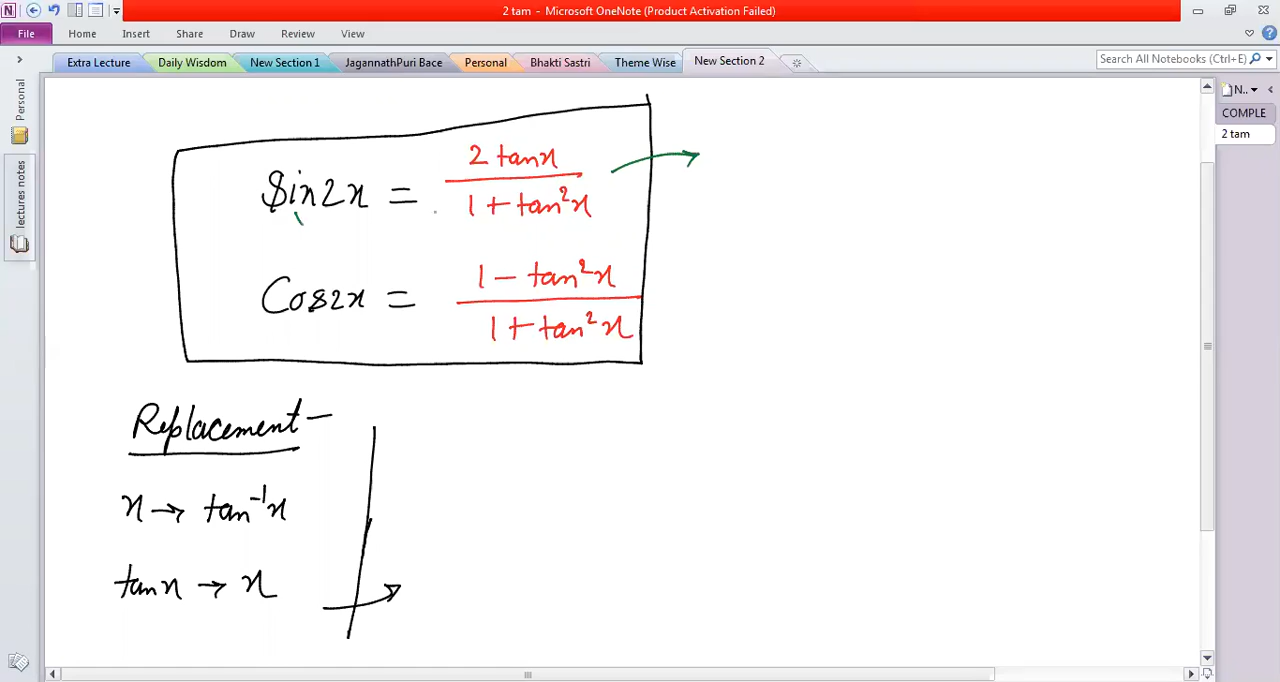 2 tam - Microsoft OneNote (Product Activation Failed)
File Home Insert Share Draw Review View
Extra Lecture Daily Wisdom New Section 1 JagannathPuri Bace Personal Bhakti Sastri Theme Wise New Section 2
Search All Notebooks (Ctrl+E)
Personal
lectures notes
N..
COMPLE
2 tam
Sin2x = 2 tanx / 1 + tan²x
Cos2x = 1 - tan²x / 1 + tan²x
Replacement -
x → tan⁻¹x
tanx → x